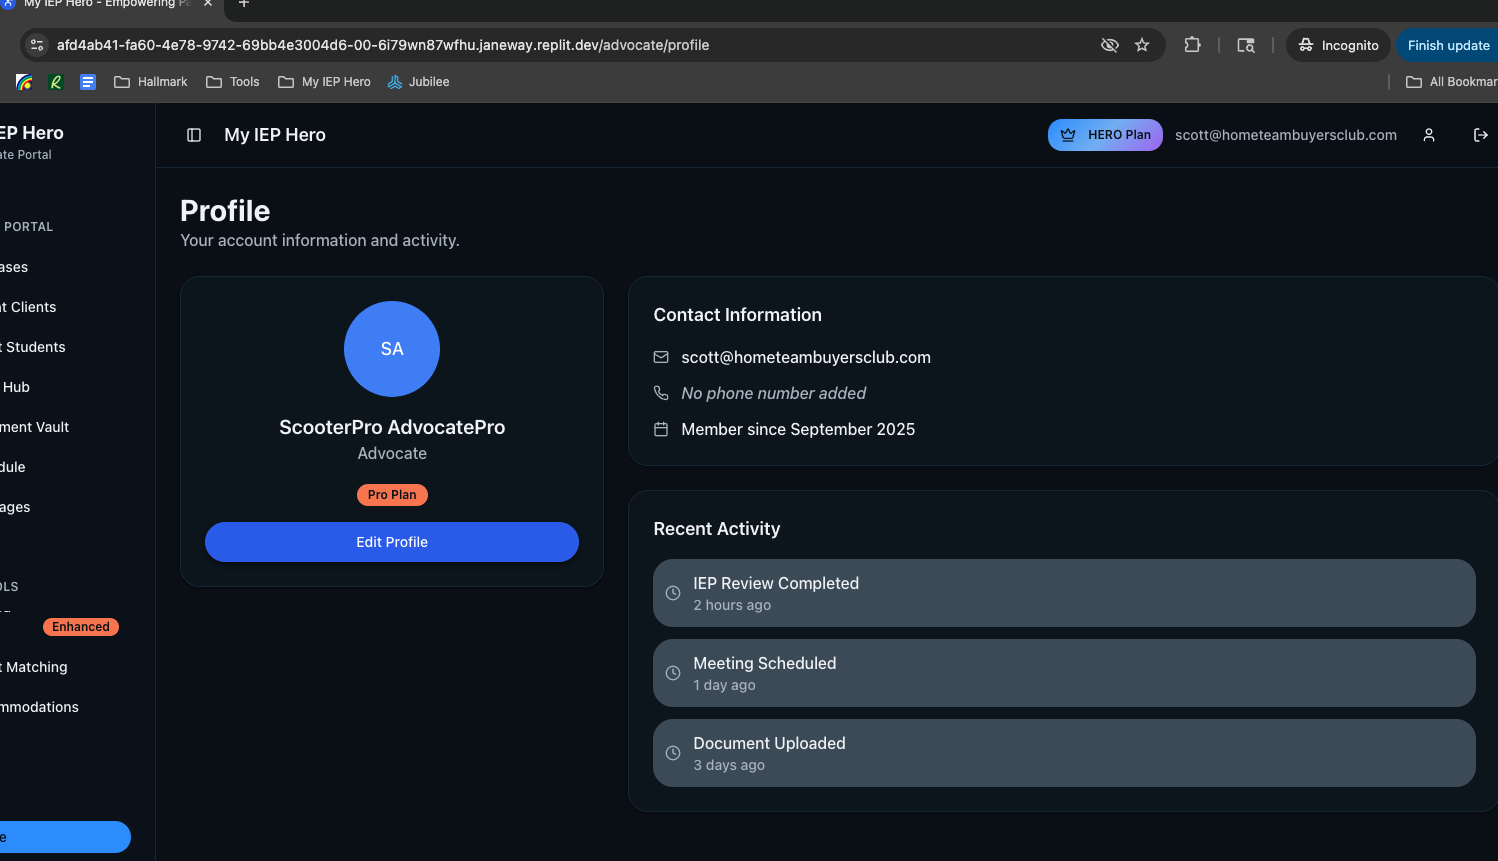 My IEP Hero - Empowering Pa
afd4ab41-fa60-4e78-9742-69bb4e3004d6-00-6i79wn87wfhu.janeway.replit.dev/advocate/profile
Incognito
Finish update
Hallmark
Tools
My IEP Hero
Jubilee
All Bookmar
EP Hero
ate Portal
PORTAL
ases
nt Clients
t Students
Hub
ment Vault
dule
ages
OLS
Enhanced
t Matching
mmodations
e
My IEP Hero
HERO Plan
scott@hometeambuyersclub.com
Profile
Your account information and activity.
SA
ScooterPro AdvocatePro
Advocate
Pro Plan
Edit Profile
Contact Information
scott@hometeambuyersclub.com
No phone number added
Member since September 2025
Recent Activity
IEP Review Completed
2 hours ago
Meeting Scheduled
1 day ago
Document Uploaded
3 days ago